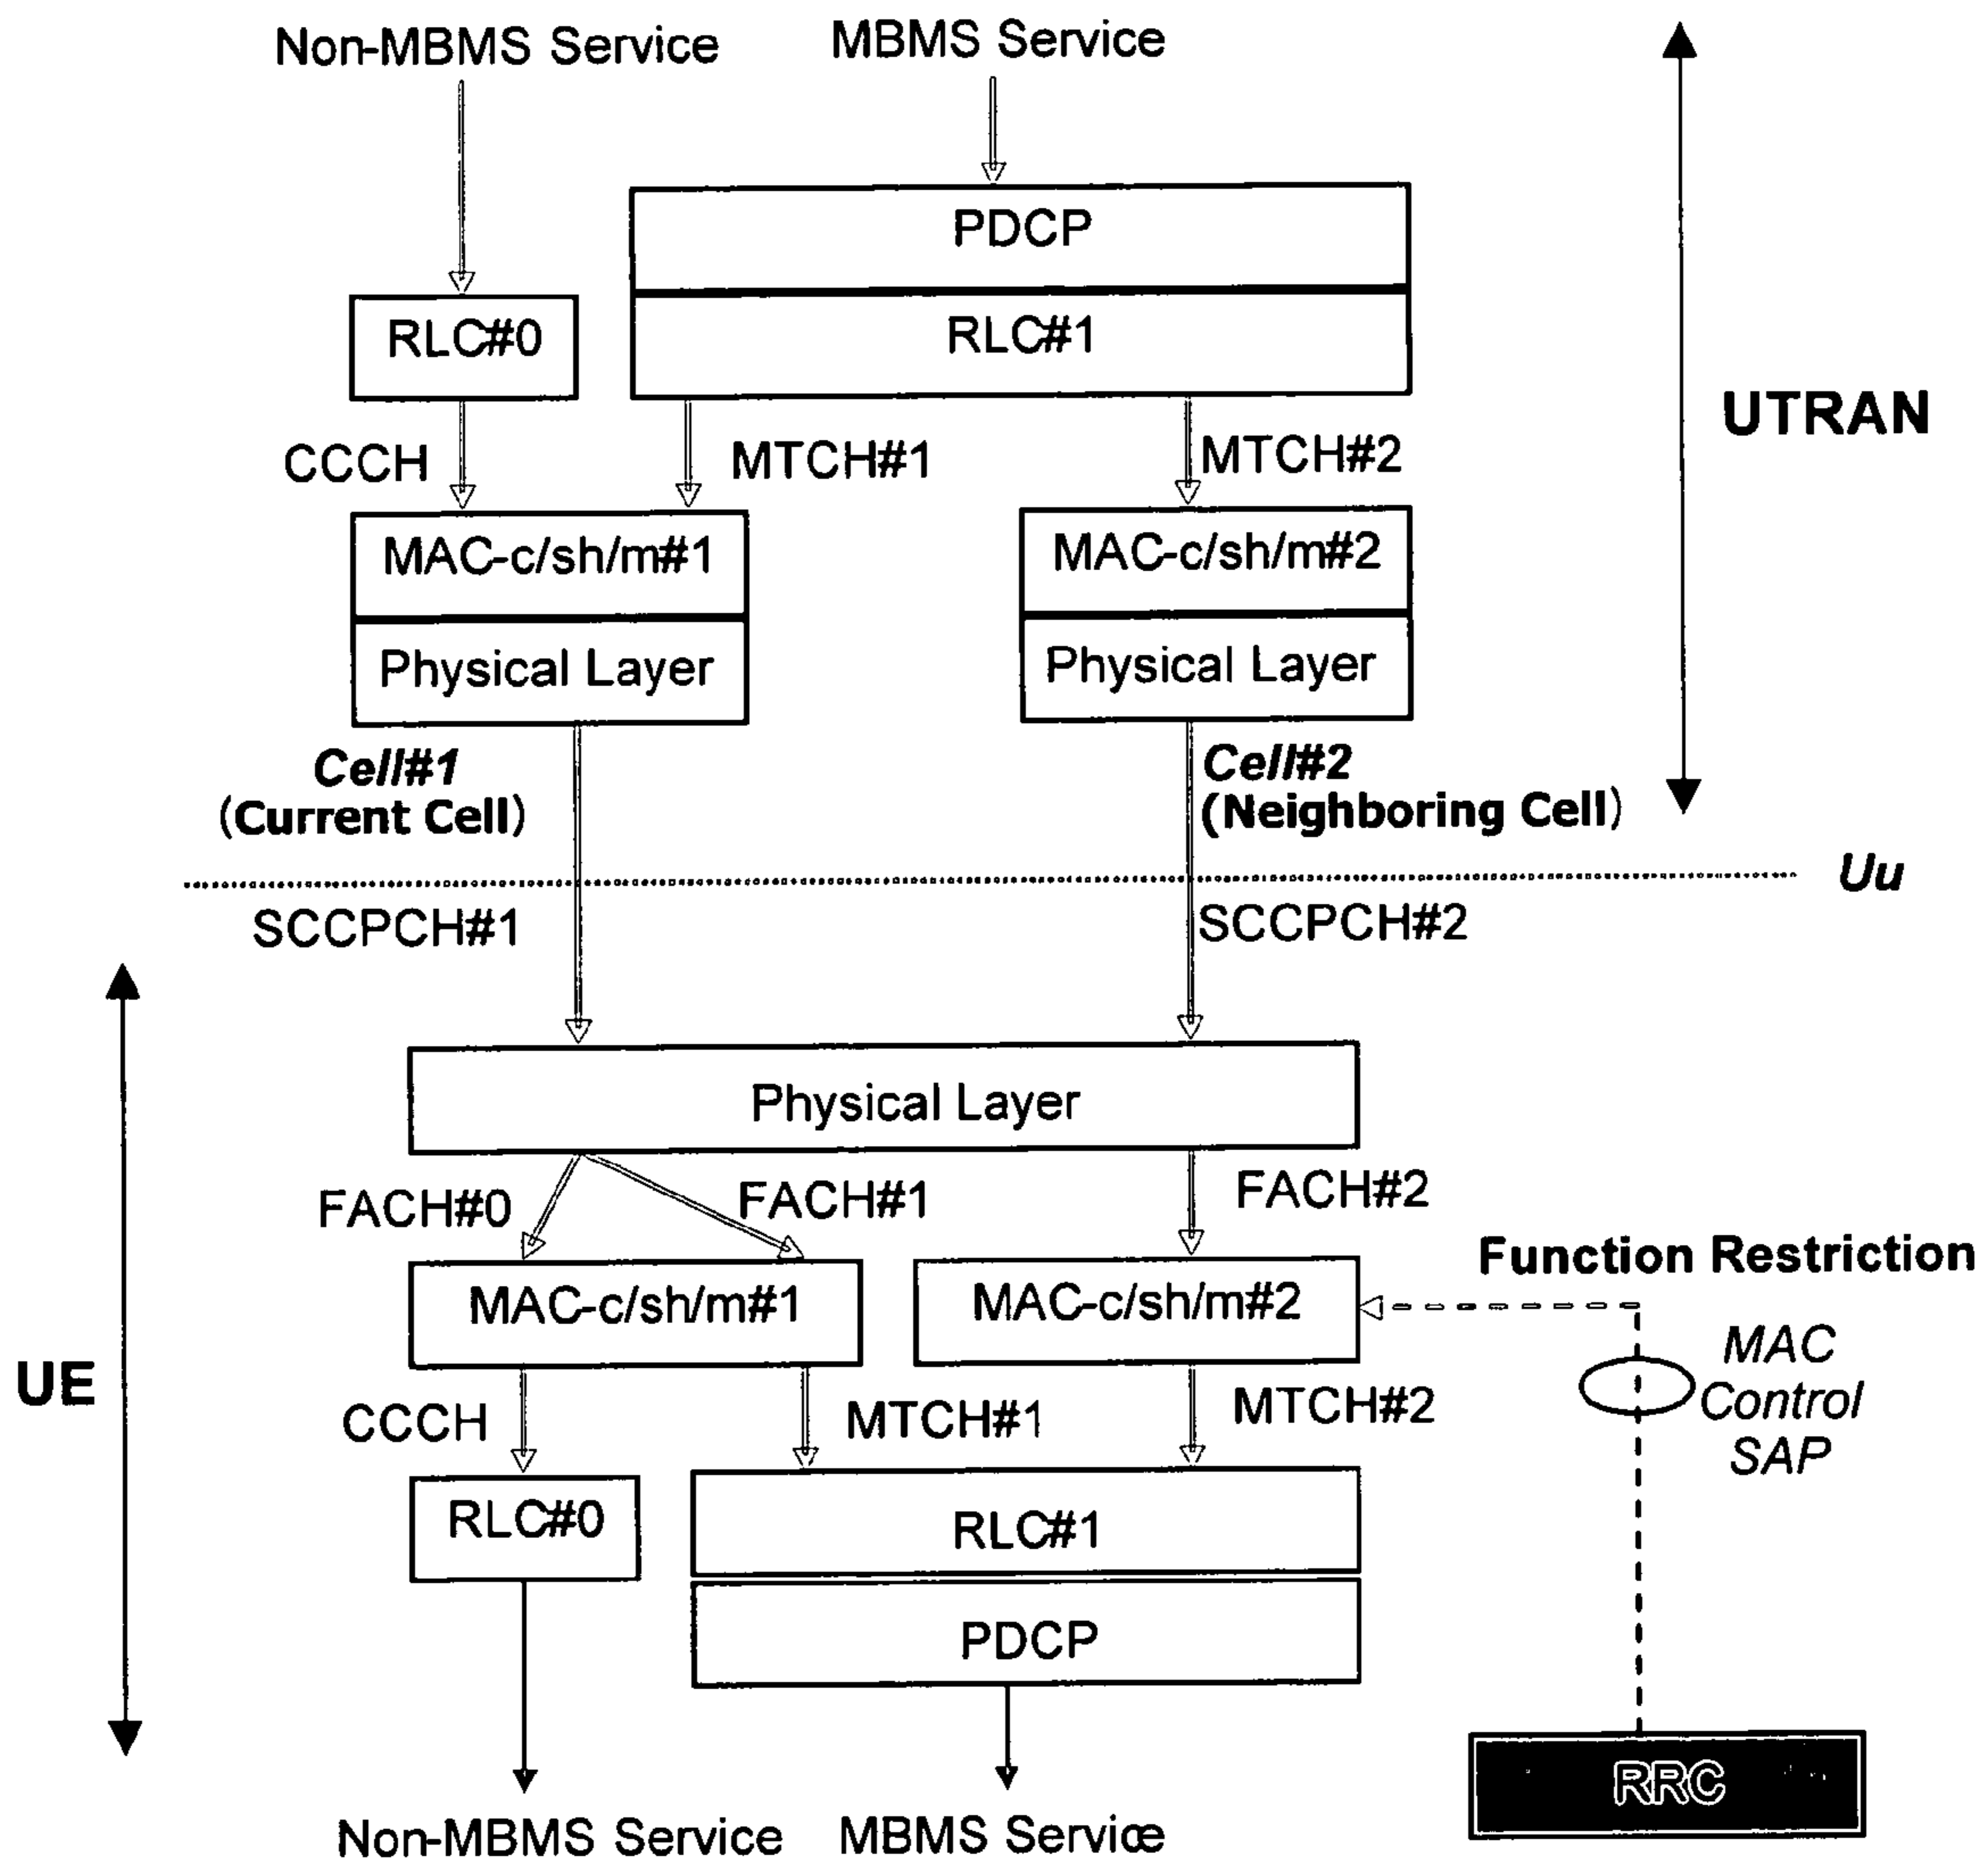 Non-MBMS Service
MBMS Service
PDCP
RLC#0
RLC#1
UTRAN
CCCH
MTCH#1
MTCH#2
MAC-c/sh/m#1
MAC-c/sh/m#2
Physical Layer
Physical Layer
Cell#1
(Current Cell)
Cell#2
(Neighboring Cell)
Uu
SCCPCH#1
SCCPCH#2
Physical Layer
FACH#0
FACH#1
FACH#2
Function Restriction
MAC-c/sh/m#1
MAC-c/sh/m#2
MAC
Control
SAP
UE
CCCH
MTCH#1
MTCH#2
RLC#0
RLC#1
PDCP
RRC
Non-MBMS Service
MBMS Service